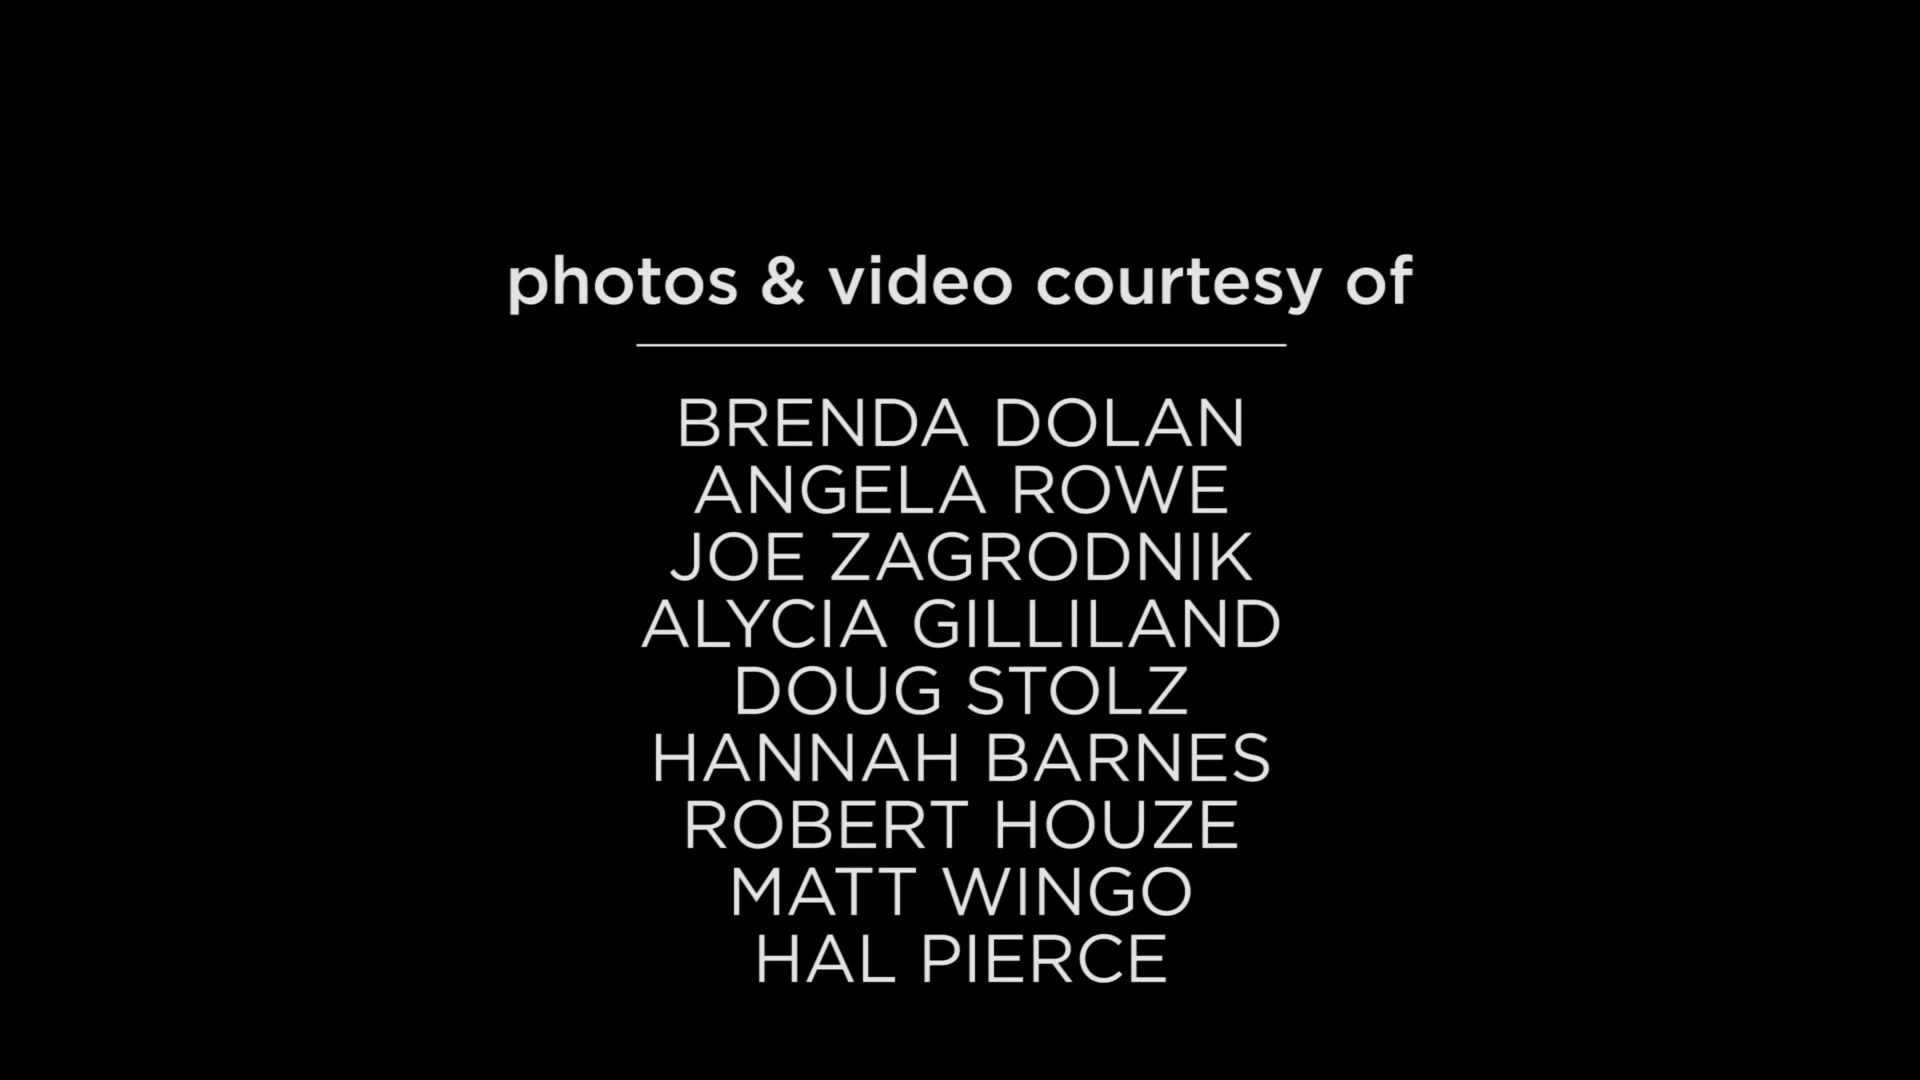 photos & video courtesy of
BRENDA DOLAN
ANGELA ROWE
JOE ZAGRODNIK
ALYCIA GILLILAND
DOUG STOLZ
HANNAH BARNES
ROBERT HOUZE
MATT WINGO
HAL PIERCE